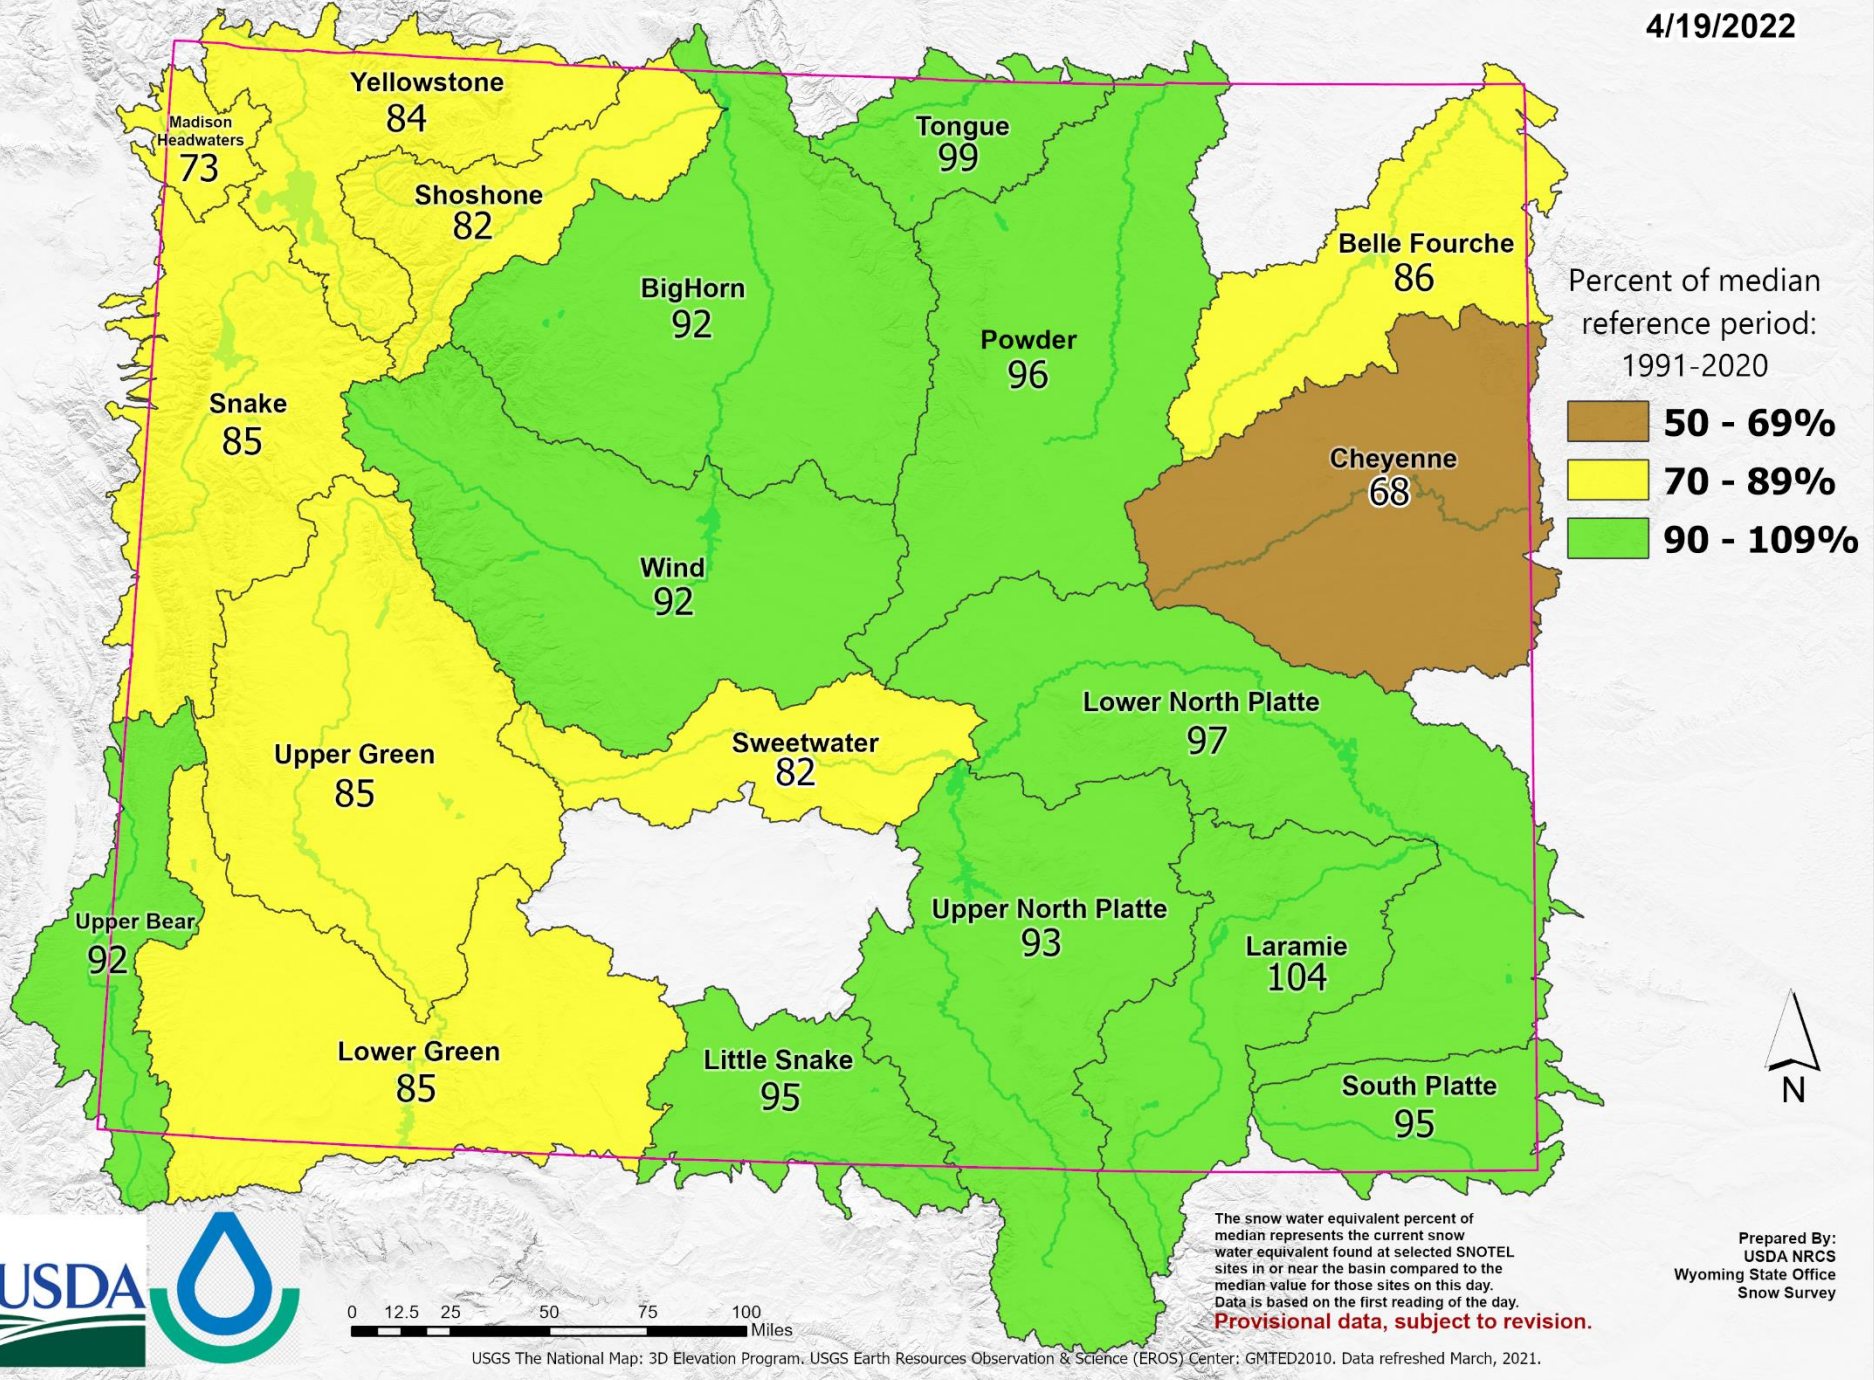 4/19/2022
Yellowstone
84
Madison
Headwaters
73
Shoshone
82
Tongue
99
Belle Fourche
86
BigHorn
92
Powder
96
Snake
85
Cheyenne
68
Wind
92
Percent of median
reference period:
1991-2020
50 - 69%
70 - 89%
90 - 109%
Lower North Platte
97
Sweetwater
82
Upper Green
85
Upper Bear
92
Upper North Platte
93
Laramie
104
Lower Green
85
Little Snake
95
South Platte
95
N
USDA
0 12.5 25 50 75 100
Miles
The snow water equivalent percent of
median represents the current snow
water equivalent found at selected SNOTEL
sites in or near the basin compared to the
median value for those sites on this day.
Data is based on the first reading of the day.
Provisional data, subject to revision.
Prepared By:
USDA NRCS
Wyoming State Office
Snow Survey
USGS The National Map: 3D Elevation Program. USGS Earth Resources Observation & Science (EROS) Center: GMTED2010. Data refreshed March, 2021.